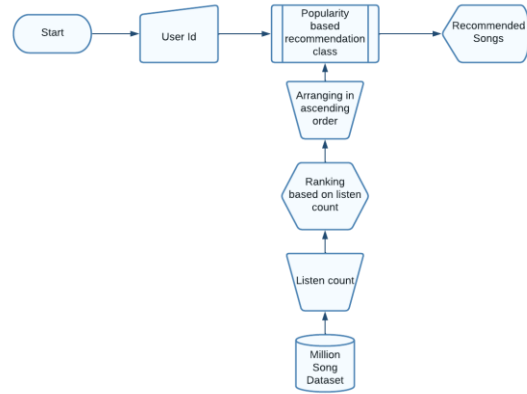 Start
User Id
Popularity
based
recommendation
class
Recommended
Songs
Arranging in
ascending
order
Ranking
based on listen
count
Listen count
Million
Song
Dataset